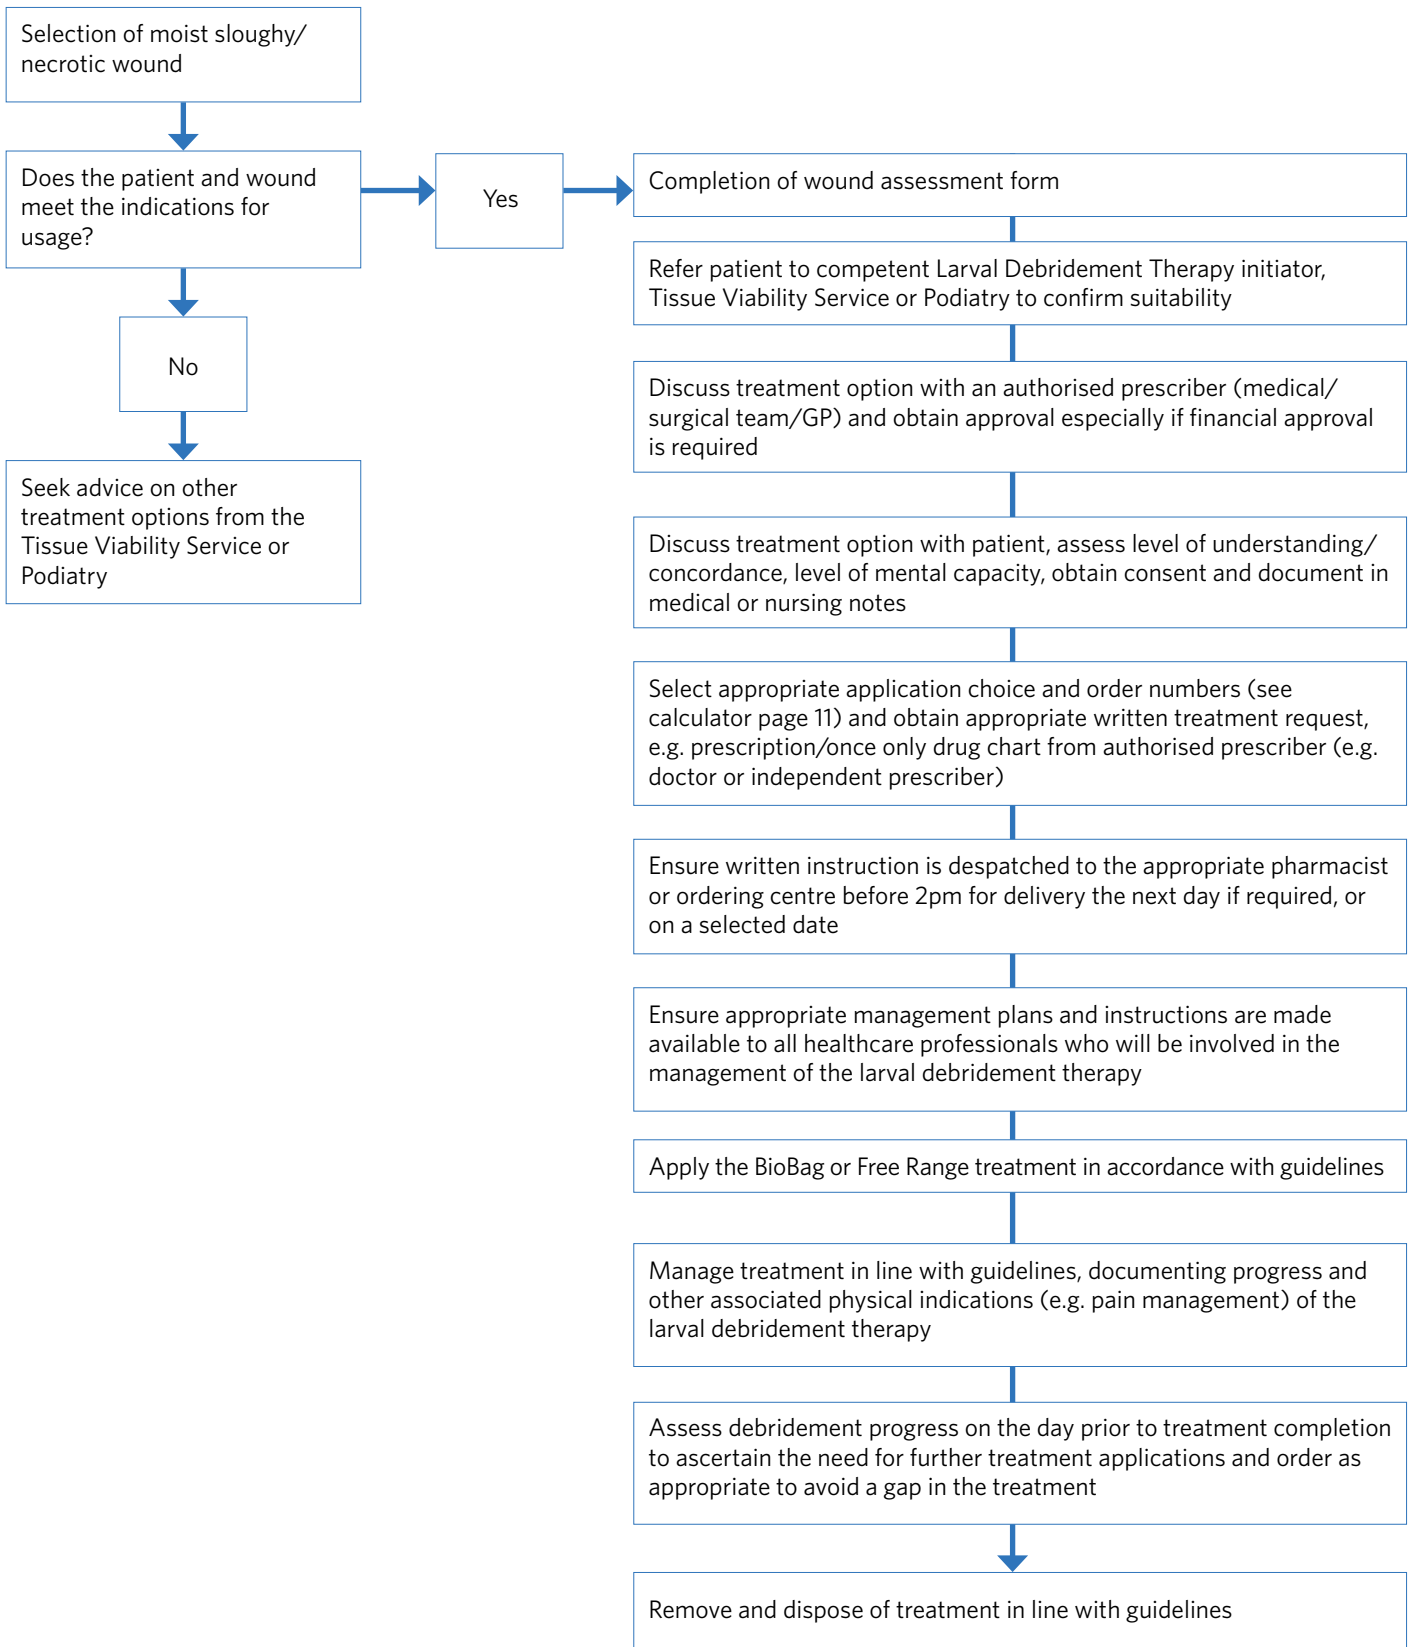 Selection of moist sloughy/
necrotic wound
Does the patient and wound
meet the indications for
usage?
Yes
No
Seek advice on other
treatment options from the
Tissue Viability Service or
Podiatry
Completion of wound assessment form
Refer patient to competent Larval Debridement Therapy initiator,
Tissue Viability Service or Podiatry to confirm suitability
Discuss treatment option with an authorised prescriber (medical/
surgical team/GP) and obtain approval especially if financial approval
is required
Discuss treatment option with patient, assess level of understanding/
concordance, level of mental capacity, obtain consent and document in
medical or nursing notes
Select appropriate application choice and order numbers (see
calculator page 11) and obtain appropriate written treatment request,
e.g. prescription/once only drug chart from authorised prescriber (e.g.
doctor or independent prescriber)
Ensure written instruction is despatched to the appropriate pharmacist
or ordering centre before 2pm for delivery the next day if required, or
on a selected date
Ensure appropriate management plans and instructions are made
available to all healthcare professionals who will be involved in the
management of the larval debridement therapy
Apply the BioBag or Free Range treatment in accordance with guidelines
Manage treatment in line with guidelines, documenting progress and
other associated physical indications (e.g. pain management) of the
larval debridement therapy
Assess debridement progress on the day prior to treatment completion
to ascertain the need for further treatment applications and order as
appropriate to avoid a gap in the treatment
Remove and dispose of treatment in line with guidelines